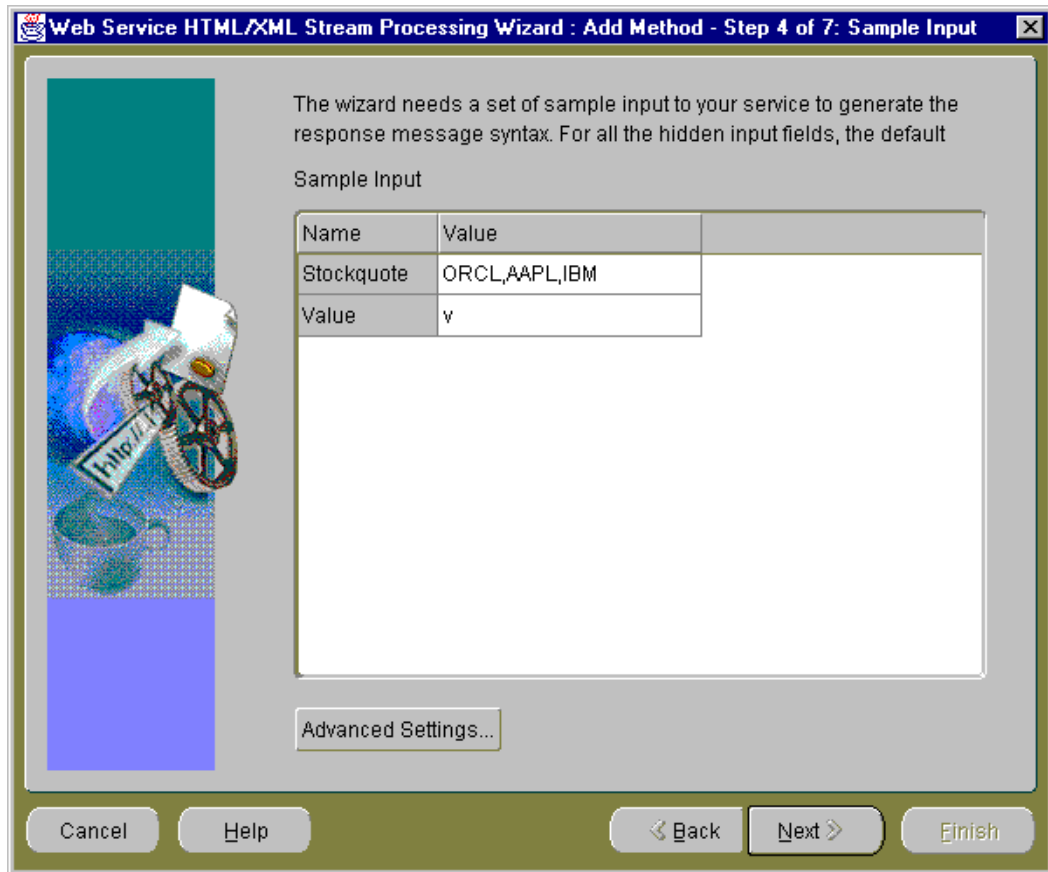 Web Service HTML/XML Stream Processing Wizard : Add Method - Step 4 of 7: Sample Input
The wizard needs a set of sample input to your service to generate the
response message syntax. For all the hidden input fields, the default
Sample Input
Name Value
Stockquote ORCL,AAPL,IBM
Value v
http://
Advanced Settings...
Cancel Help Back Next Finish